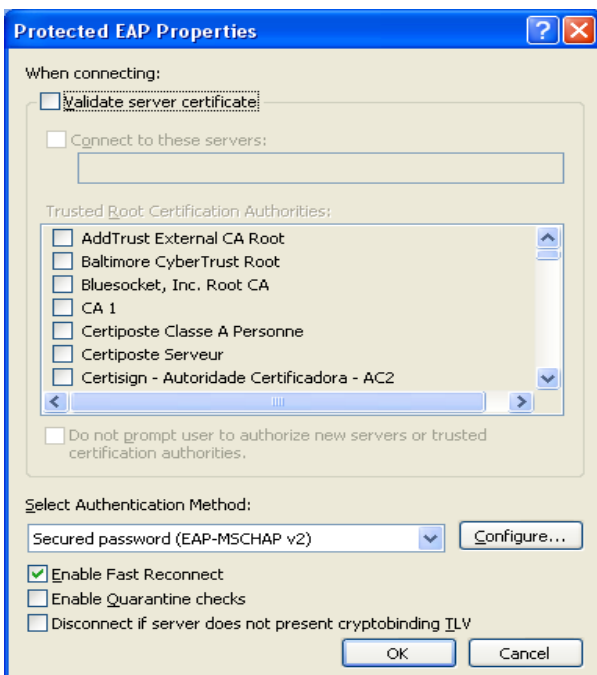 Protected EAP Properties
When connecting:
Validate server certificate
Connect to these servers:
Trusted Root Certification Authorities:
AddTrust External CA Root
Baltimore CyberTrust Root
Bluesocket, Inc. Root CA
CA 1
Certiposte Classe A Personne
Certiposte Serveur
Certisign - Autoridade Certificadora - AC2
Do not prompt user to authorize new servers or trusted
certification authorities.
Select Authentication Method:
Secured password (EAP-MSCHAP v2)
Configure...
Enable Fast Reconnect
Enable Quarantine checks
Disconnect if server does not present cryptobinding TLV
OK
Cancel